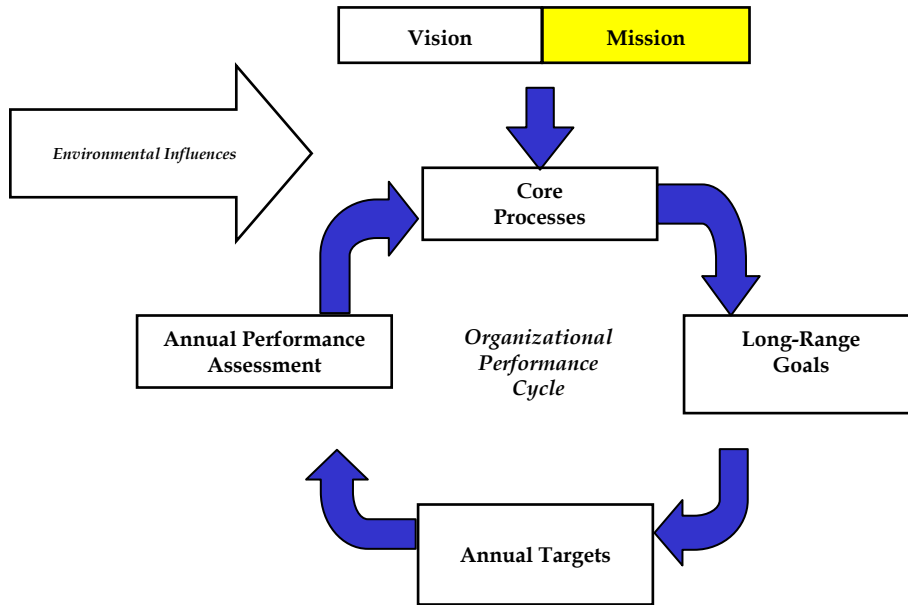 Vision
Mission
Environmental Influences
Core
Processes
Annual Performance
Assessment
Organizational
Performance
Cycle
Long-Range
Goals
Annual Targets